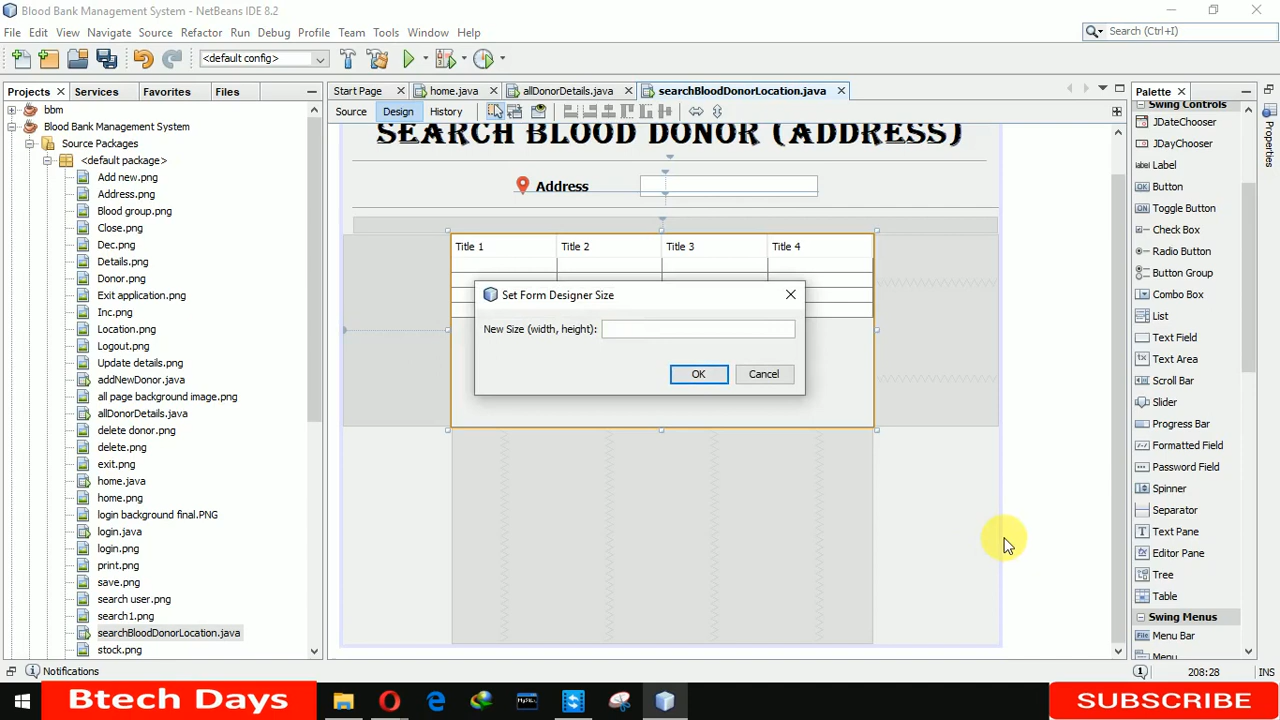 Blood Bank Management System - NetBeans IDE 8.2
File Edit View Navigate Source Refactor Run Debug Profile Team Tools Window Help
Search (Ctrl+I)
<default config>
Projects Services Favorites Files
Start Page home.java allDonorDetails.java searchBloodDonorLocation.java
Source Design History
bbm
Blood Bank Management System
Source Packages
<default package>
Add new.png
Address.png
Blood group.png
Close.png
Dec.png
Details.png
Donor.png
Exit application.png
Inc.png
Location.png
Logout.png
Update details.png
addNewDonor.java
all page background image.png
allDonorDetails.java
delete donor.png
delete.png
exit.png
home.java
home.png
login background final.PNG
login.java
login.png
print.png
save.png
search user.png
search1.png
searchBloodDonorLocation.java
stock.png
SEARCH BLOOD DONOR (ADDRESS)
Address
Title 1 Title 2 Title 3 Title 4
Set Form Designer Size
New Size (width, height):
OK Cancel
Palette
Swing Controls
JDateChooser
JDayChooser
Label
Button
Toggle Button
Check Box
Radio Button
Button Group
Combo Box
List
Text Field
Text Area
Scroll Bar
Slider
Progress Bar
Formatted Field
Password Field
Spinner
Separator
Text Pane
Editor Pane
Tree
Table
Swing Menus
Menu Bar
Menu
Properties
Notifications
208:28 INS
Btech Days
SUBSCRIBE